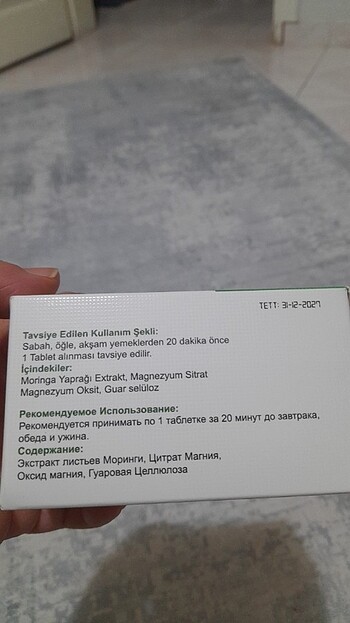 TETT: 31-12-2027
Tavsiye Edilen Kullanım Şekli:
Sabah, öğle, akşam yemeklerden 20 dakika önce
1 Tablet alınması tavsiye edilir.
İçindekiler:
Moringa Yaprağı Extrakt, Magnezyum Sitrat
Magnezyum Oksit, Guar selüloz
Рекомендуемое Использование:
Рекомендуется принимать по 1 таблетке за 20 минут до завтрака,
обеда и ужина.
Содержание:
Экстракт листьев Моринги, Цитрат Магния,
Оксид магния, Гуаровая Целлюлоза